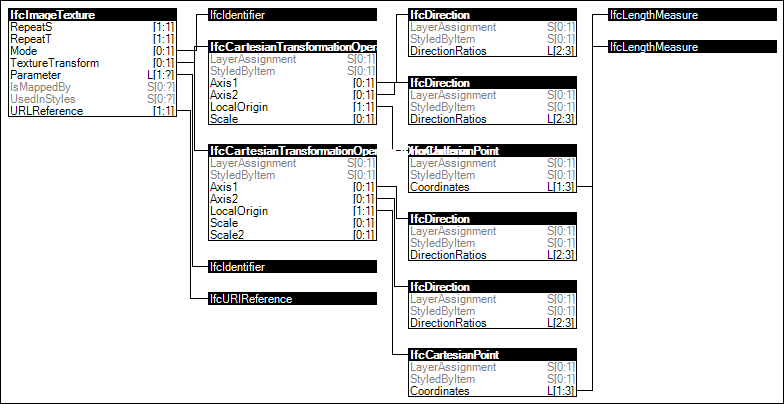 IfcImageTexture
RepeatS [1:1]
RepeatT [1:1]
Mode [0:1]
TextureTransform [0:1]
Parameter L[1:?]
IsMappedBy S[0:?]
UsedInStyles S[0:?]
URLReference [1:1]
IfcIdentifier
IfcCartesianTransformationOper
LayerAssignment S[0:1]
StyledByItem S[0:1]
Axis1 [0:1]
Axis2 [0:1]
LocalOrigin [1:1]
Scale [0:1]
IfcCartesianTransformationOper
LayerAssignment S[0:1]
StyledByItem S[0:1]
Axis1 [0:1]
Axis2 [0:1]
LocalOrigin [1:1]
Scale [0:1]
Scale2 [0:1]
IfcIdentifier
IfcURIReference
IfcDirection
LayerAssignment S[0:1]
StyledByItem S[0:1]
DirectionRatios L[2:3]
IfcDirection
LayerAssignment S[0:1]
StyledByItem S[0:1]
DirectionRatios L[2:3]
LayerAssignment S[0:1]
StyledByItem S[0:1]
Coordinates L[1:3]
IfcDirection
LayerAssignment S[0:1]
StyledByItem S[0:1]
DirectionRatios L[2:3]
IfcDirection
LayerAssignment S[0:1]
StyledByItem S[0:1]
DirectionRatios L[2:3]
IfcCartesianPoint
LayerAssignment S[0:1]
StyledByItem S[0:1]
Coordinates L[1:3]
IfcLengthMeasure
IfcLengthMeasure